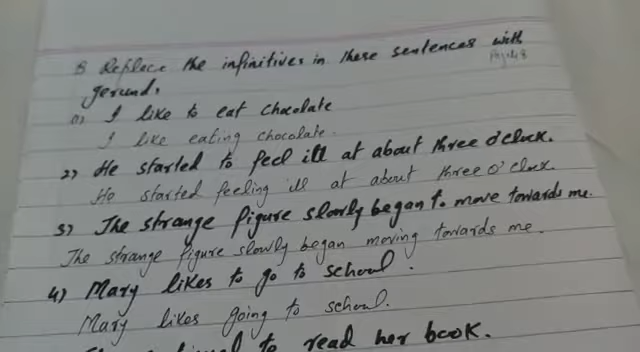 8 Replace the infinitives in these sentences with
gerunds
(1) I like to eat chocolate
I like eating chocolate.
2) He started to feel ill at about three o'clock.
He started feeling ill at about three o'clock
3) The strange figure slowly began to move towards me.
The strange figure slowly began moving towards me.
4) Mary likes to go to school.
Mary likes going to school.
to read her book.